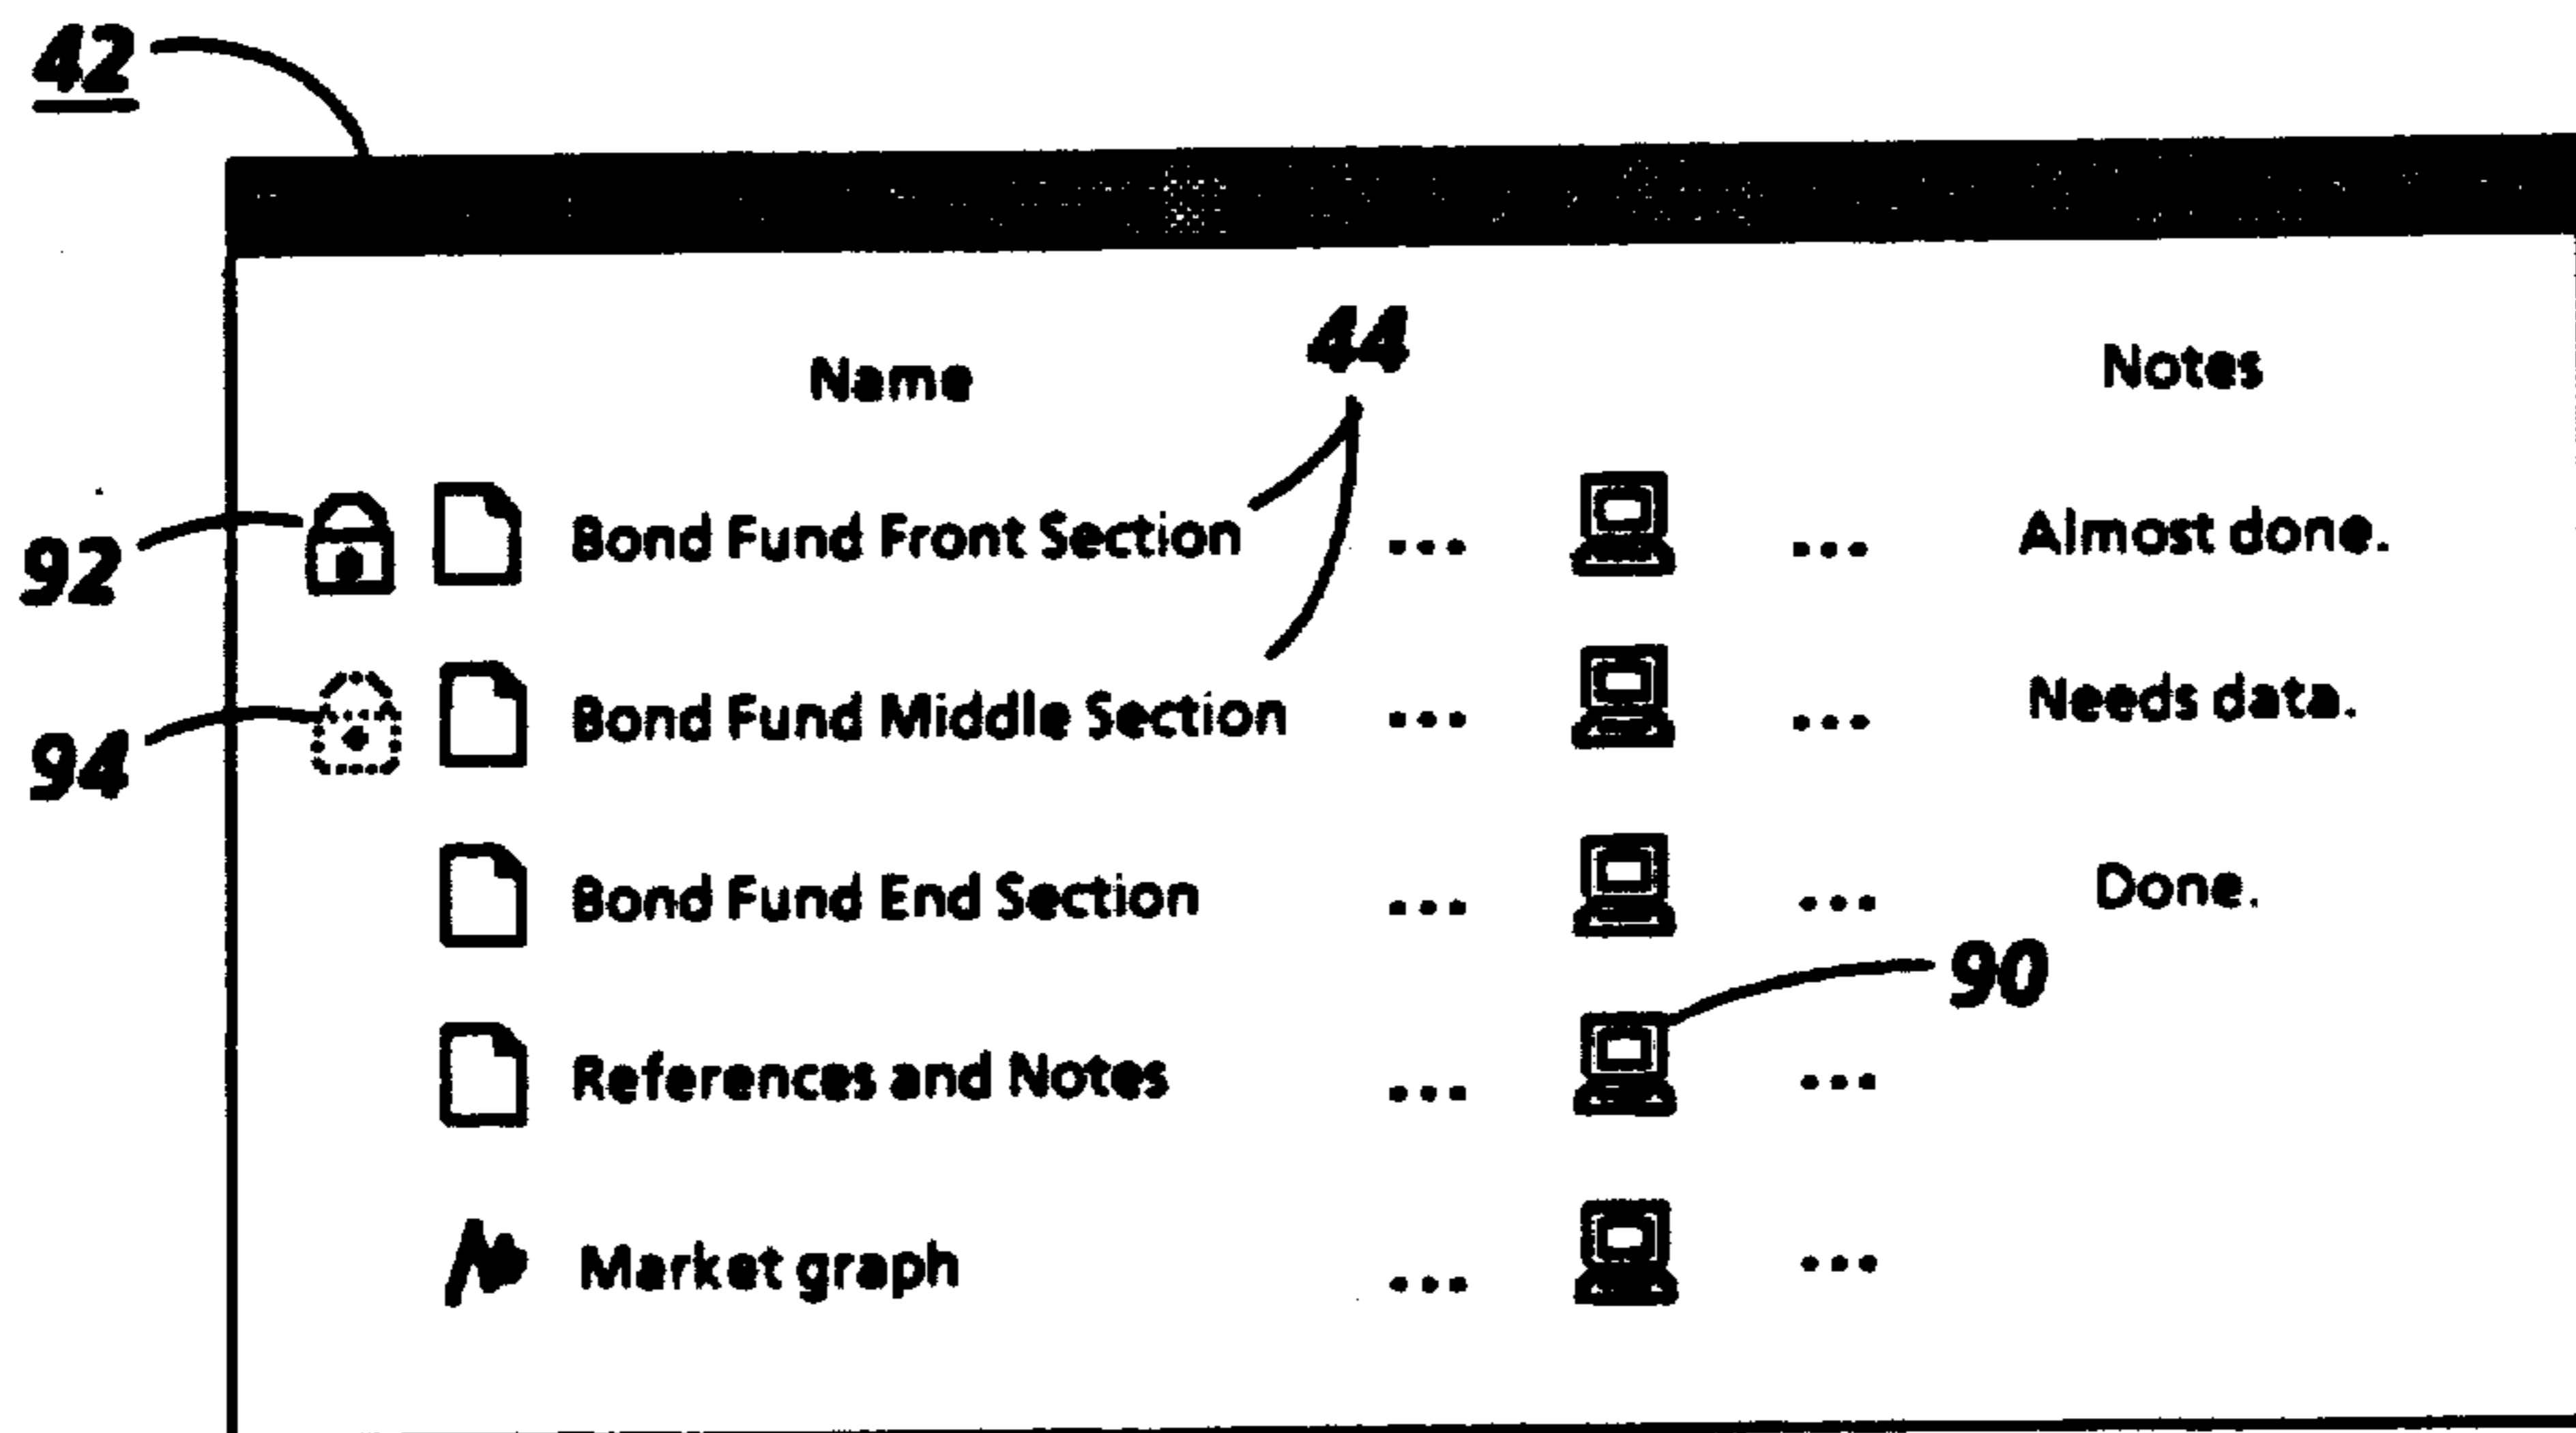 42
Name 44 Notes
92 Bond Fund Front Section ... ... Almost done.
94 Bond Fund Middle Section ... ... Needs data.
Bond Fund End Section ... ... Done.
90
References and Notes ... ...
Market graph ... ...